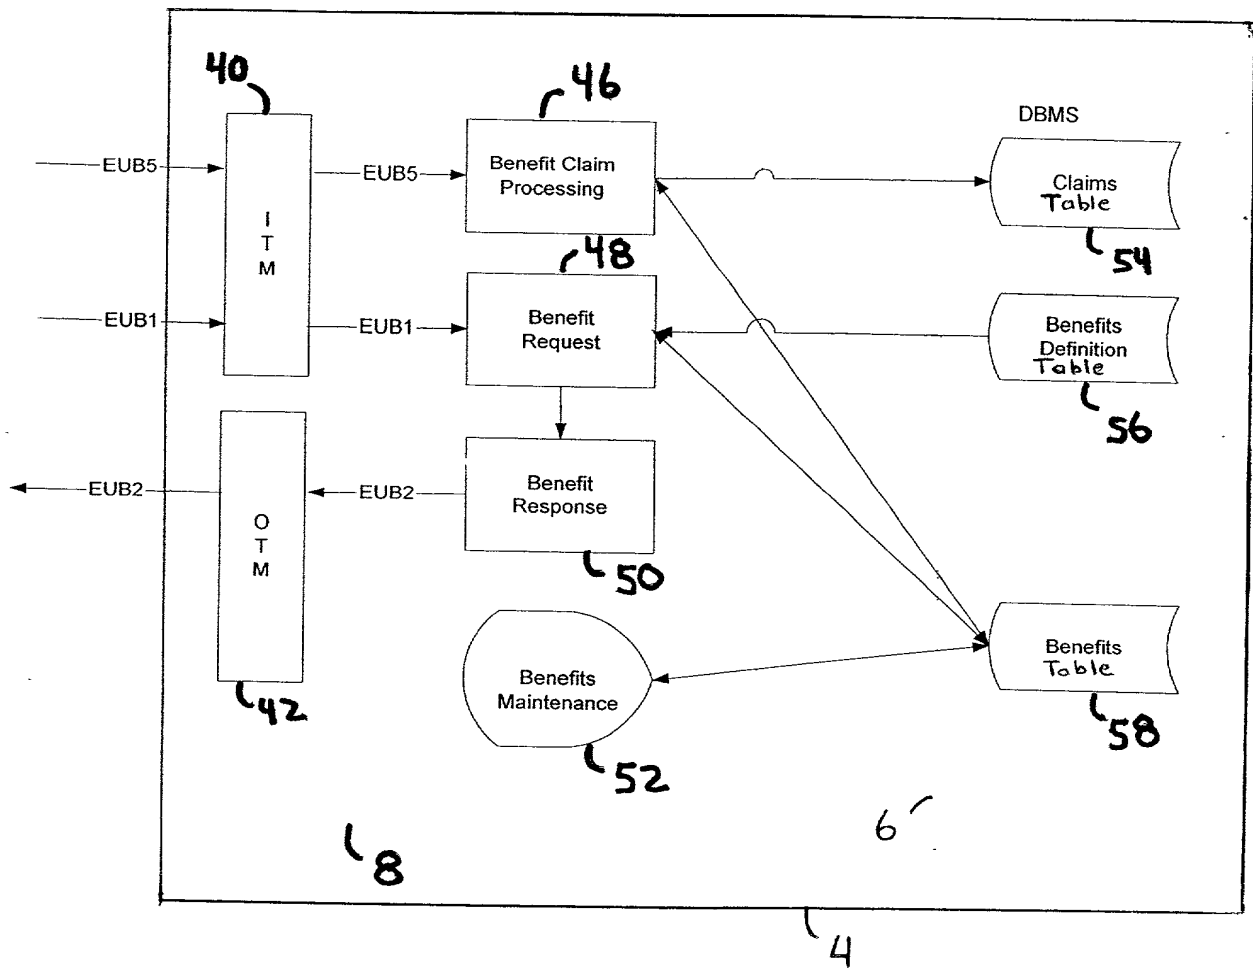 40
46
DBMS
EUB5
EUB5
I
T
M
Benefit Claim
Processing
Claims
Table
54
48
EUB1
EUB1
Benefit
Request
Benefits
Definition
Table
56
EUB2
EUB2
O
T
M
Benefit
Response
50
42
Benefits
Maintenance
52
Benefits
Table
58
6
8
4